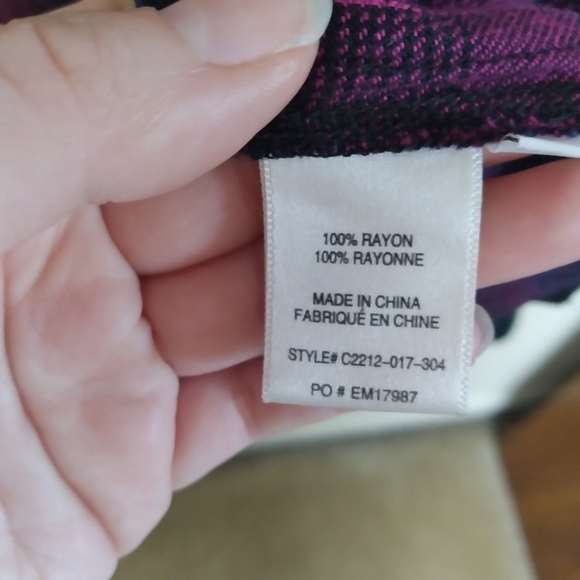 100% RAYON
100% RAYONNE
MADE IN CHINA
FABRIQUÉ EN CHINE
STYLE# C2212-017-304
PO # EM17987